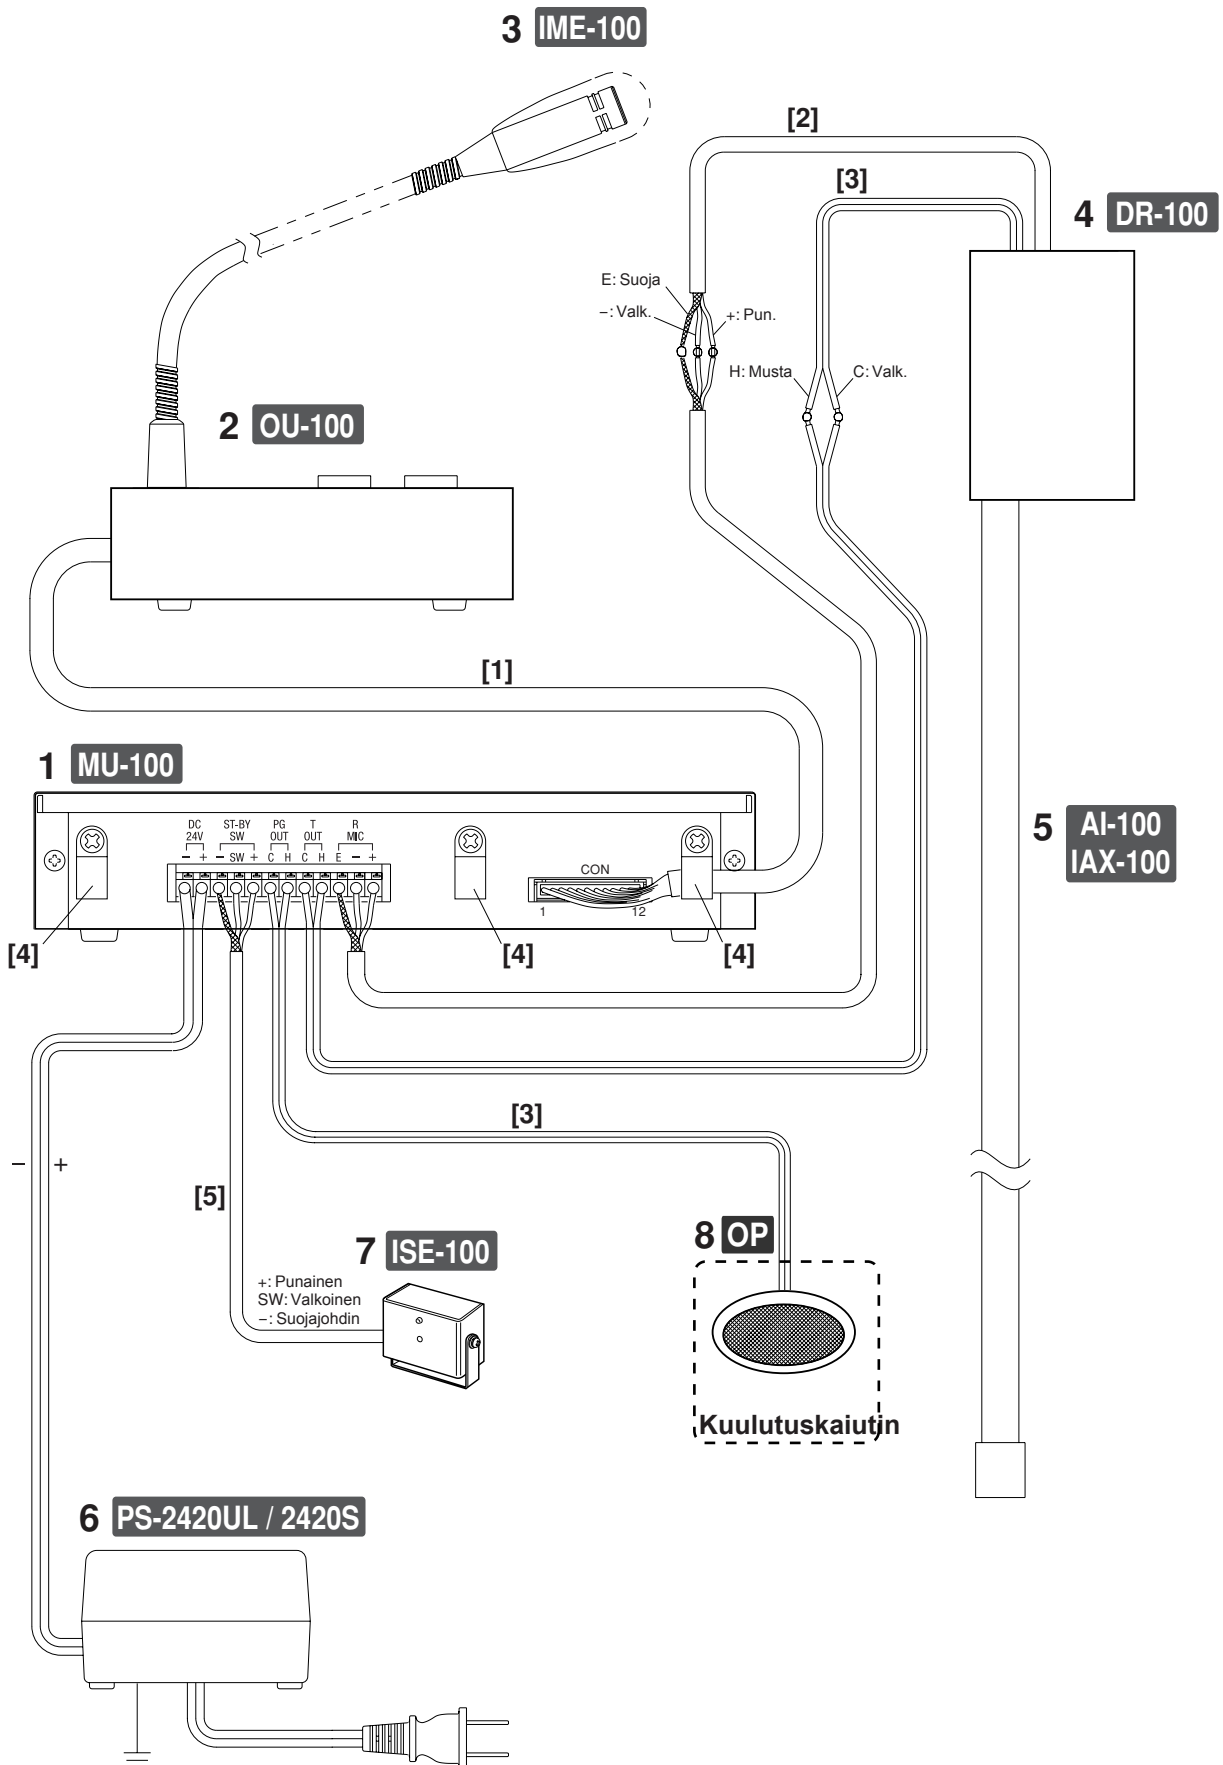 3 IME-100
[2]
[3]
4 DR-100
E: Suoja
−: Valk.
+: Pun.
H: Musta
C: Valk.
2 OU-100
[1]
1 MU-100
DC 24V
ST-BY SW
PG OUT
T OUT
R MIC
− + − SW + C H C H E − +
CON
1 12
5 AI-100
IAX-100
[4]
[4]
[4]
[3]
− +
[5]
7 ISE-100
+: Punainen
SW: Valkoinen
−: Suojajohdin
8 OP
Kuulutuskaiutin
6 PS-2420UL / 2420S